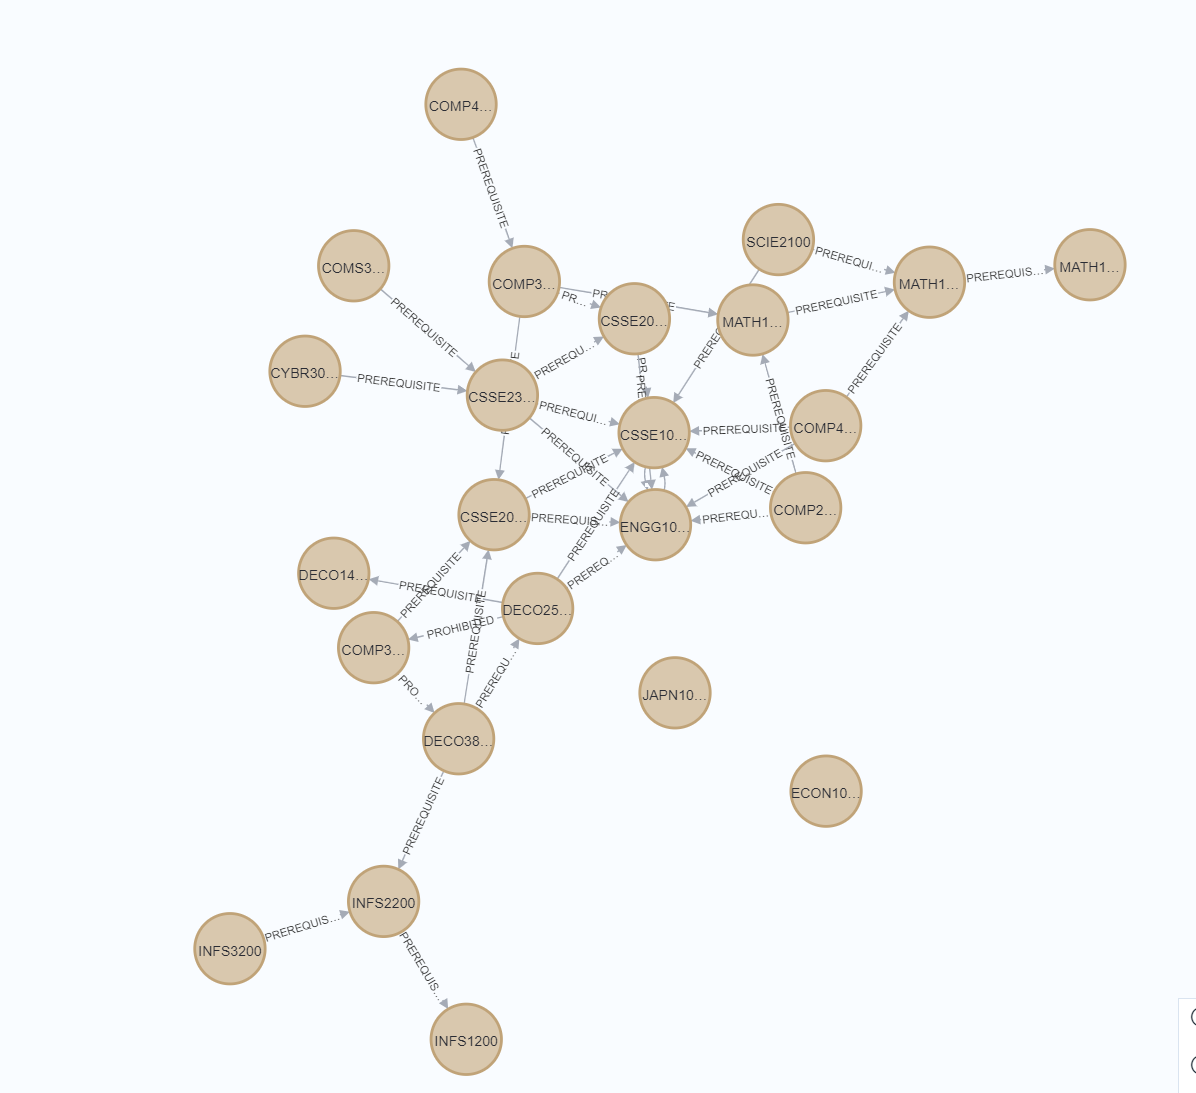 COMP4...
PREREQUISITE
SCIE2100
COMS3...
COMP3...
PREREQUI...
MATH1...
PREREQUIS...
MATH1...
PR...
PREREQUISITE
CSSE20...
MATH1...
PREREQUISITE
PREREQUISITE
PREREQU...
CYBR30...
PREREQUISITE
CSSE23...
PREREQUI...
CSSE10...
PREREQUISITE
COMP4...
PREREQUISITE
PREREQUISITE
PREREQUISITE
PREREQUISITE
PREREQUISITE
PREREQUISITE
CSSE20...
PREREQUIS...
ENGG10...
PREREQU...
COMP2...
PREREQUISITE
DECO14...
PREREQUISITE
PREREQUISITE
PREREQ...
DECO25...
PROHIBITED
COMP3...
PREREQUISITE
PRO...
PREREQU...
JAPN10...
DECO38...
ECON10...
PREREQUISITE
INFS2200
PREREQUIS...
INFS3200
PREREQUIS...
INFS1200